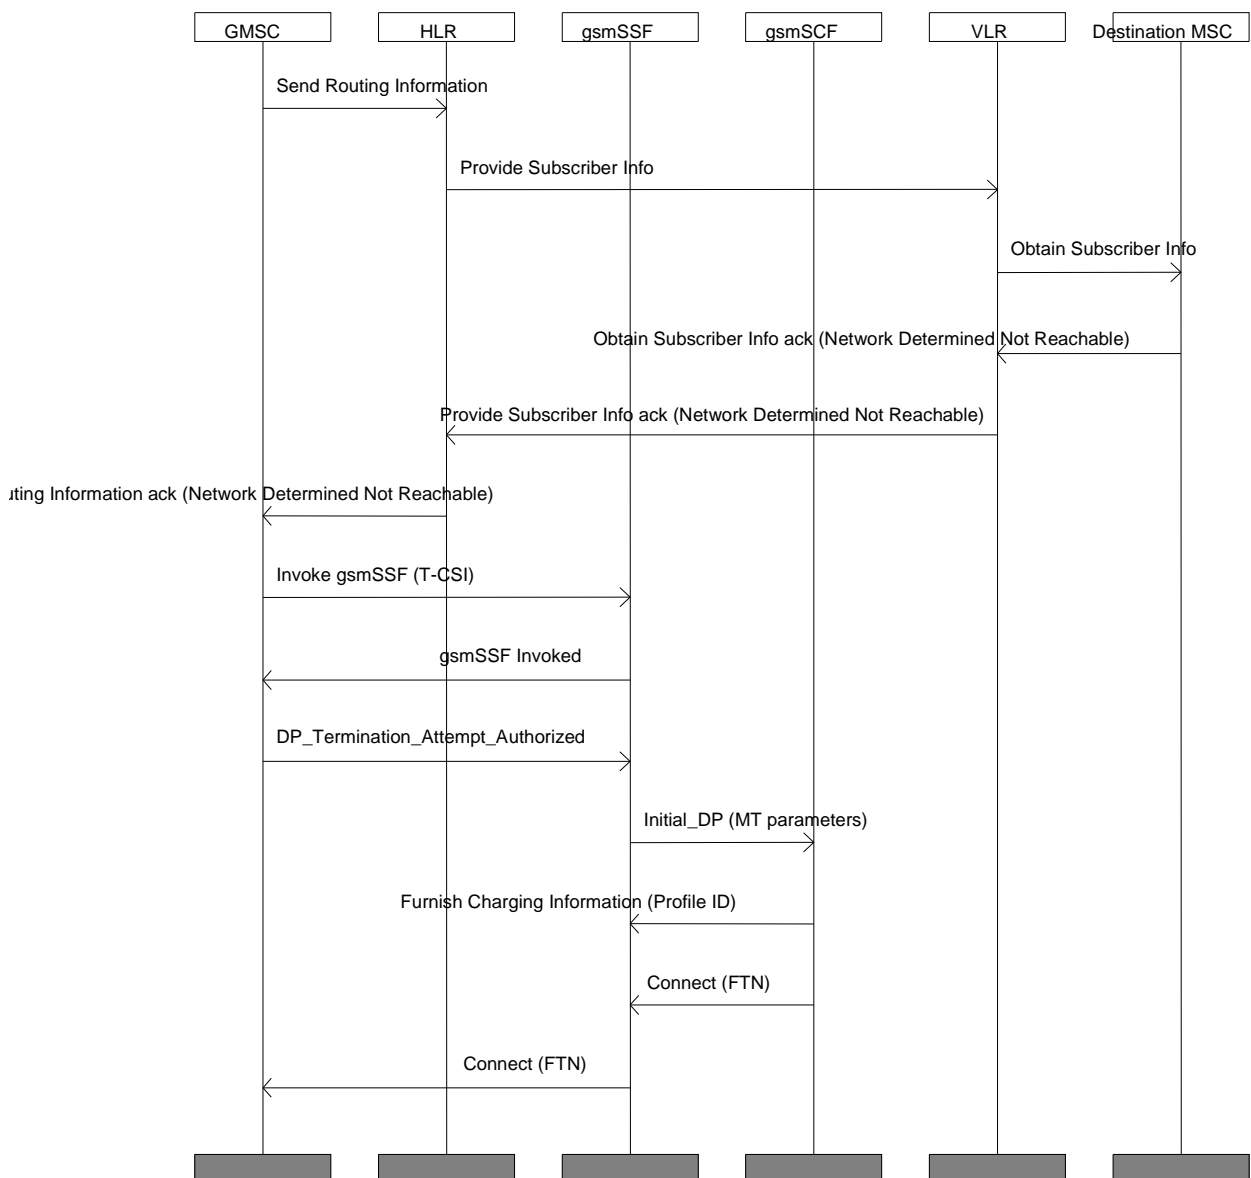 GMSC
HLR
gsmSSF
gsmSCF
VLR
Destination MSC
Send Routing Information
Provide Subscriber Info
Obtain Subscriber Info
Obtain Subscriber Info ack (Network Determined Not Reachable)
Provide Subscriber Info ack (Network Determined Not Reachable)
Information ack (Network Determined Not Reachable)
Invoke gsmSSF (T-CSI)
gsmSSF Invoked
DP_Termination_Attempt_Authorized
Initial_DP (MT parameters)
Furnish Charging Information (Profile ID)
Connect (FTN)
Connect (FTN)